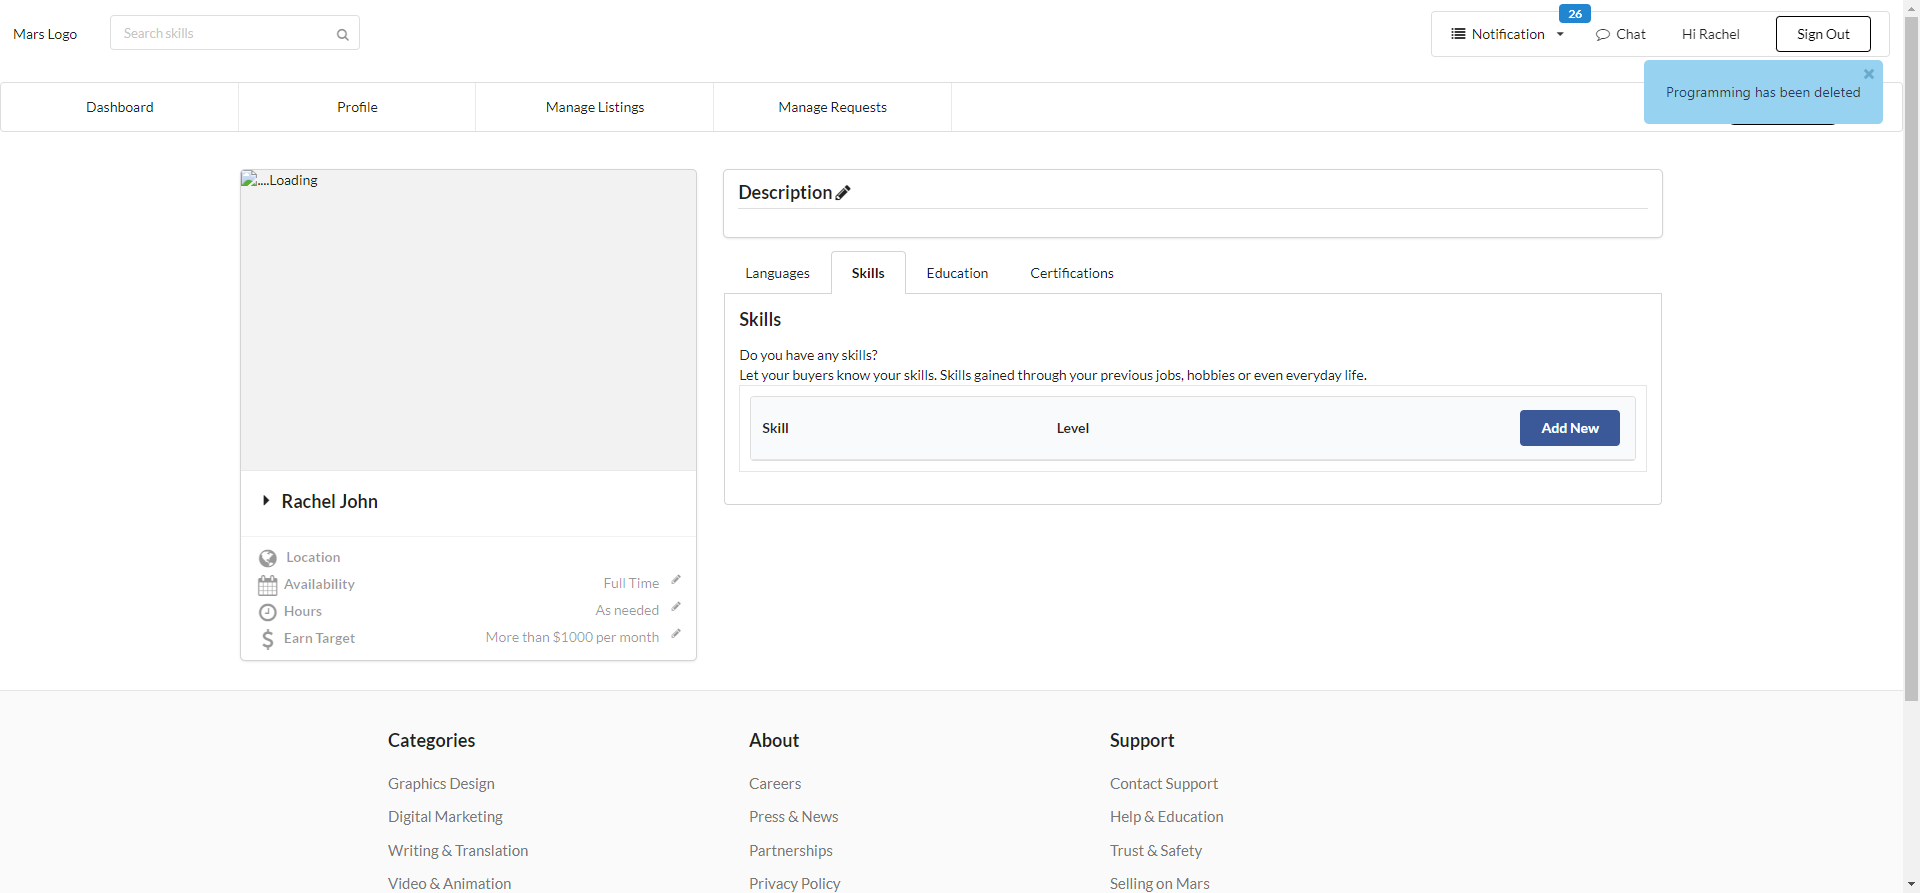 Mars Logo
Search skills
26
Notification
Chat
Hi Rachel
Sign Out
Programming has been deleted
Dashboard
Profile
Manage Listings
Manage Requests
....Loading
Description
Languages
Skills
Education
Certifications
Skills
Do you have any skills?
Let your buyers know your skills. Skills gained through your previous jobs, hobbies or even everyday life.
Skill
Level
Add New
Rachel John
Location
Availability
Full Time
Hours
As needed
Earn Target
More than $1000 per month
Categories
Graphics Design
Digital Marketing
Writing & Translation
Video & Animation
About
Careers
Press & News
Partnerships
Privacy Policy
Support
Contact Support
Help & Education
Trust & Safety
Selling on Mars